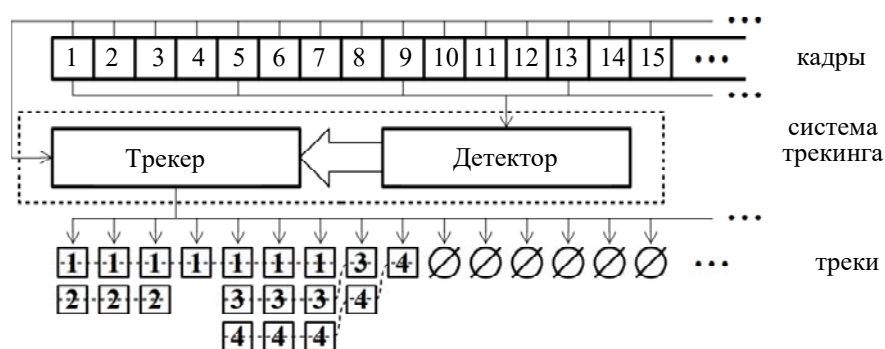 ...
1 2 3 4 5 6 7 8 9 10 11 12 13 14 15 ... кадры
...
система
трекинга
Трекер Детектор
...
1 1 1 1 1 1 1 3 4 ∅ ∅ ∅ ∅ ∅ ∅ ... треки
2 2 2 3 3 3 4
4 4 4